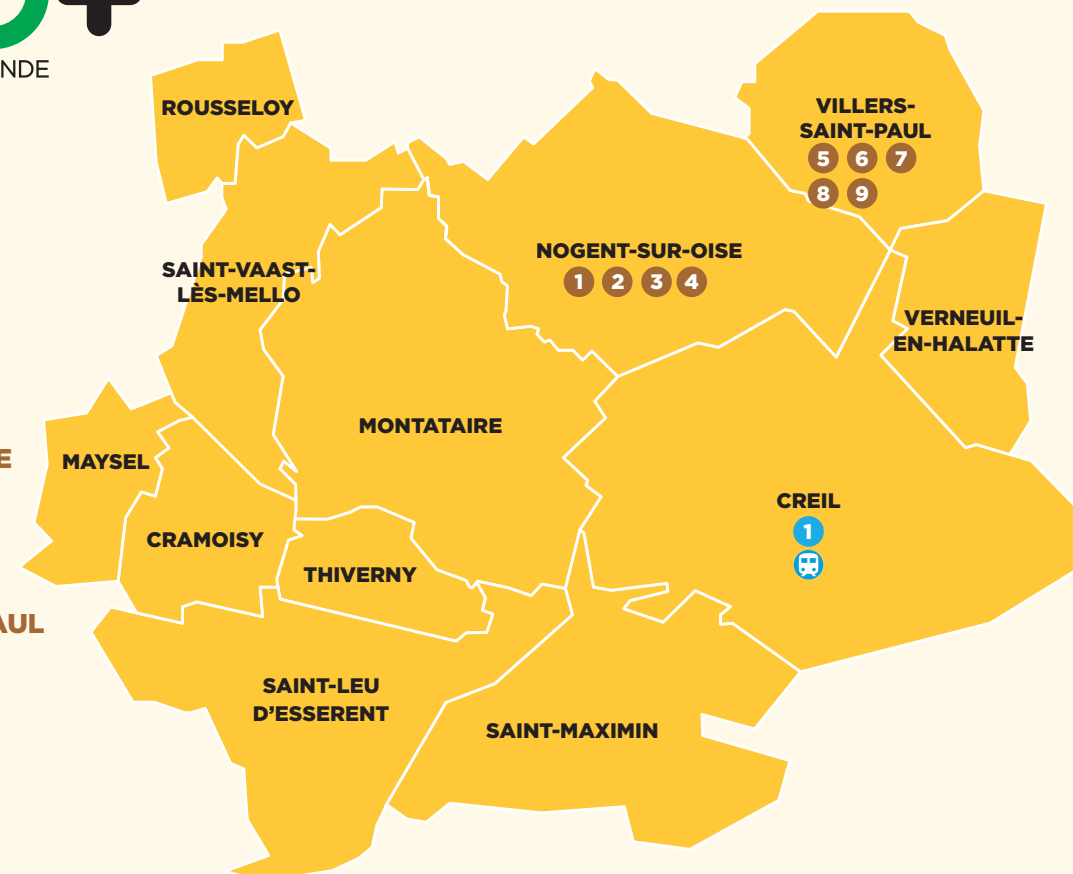 NDE
ROUSSELOY
VILLERS-
SAINT-PAUL
5 6 7
8 9
NOGENT-SUR-OISE
1 2 3 4
SAINT-VAAST-
LÈS-MELLO
VERNEUIL-
EN-HALATTE
MONTATAIRE
E
MAYSEL
CREIL
1
CRAMOISY
THIVERNY
AUL
SAINT-LEU
D'ESSERENT
SAINT-MAXIMIN